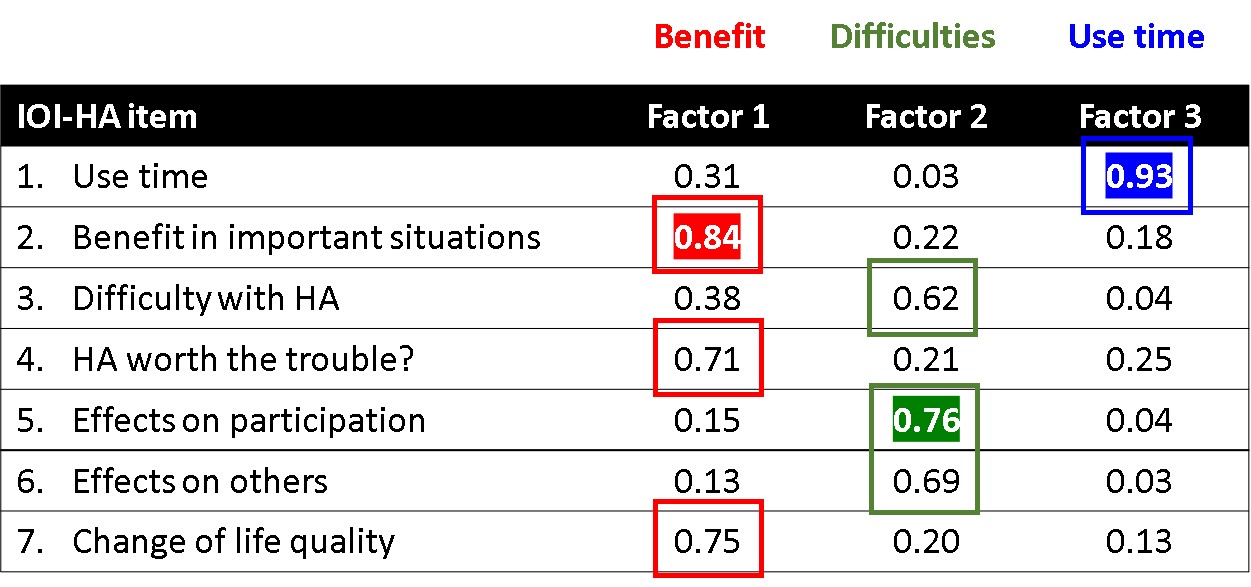 Benefit Difficulties Use time
IOI-HA item Factor 1 Factor 2 Factor 3
1. Use time 0.31 0.03 0.93
2. Benefit in important situations 0.84 0.22 0.18
3. Difficulty with HA 0.38 0.62 0.04
4. HA worth the trouble? 0.71 0.21 0.25
5. Effects on participation 0.15 0.76 0.04
6. Effects on others 0.13 0.69 0.03
7. Change of life quality 0.75 0.20 0.13